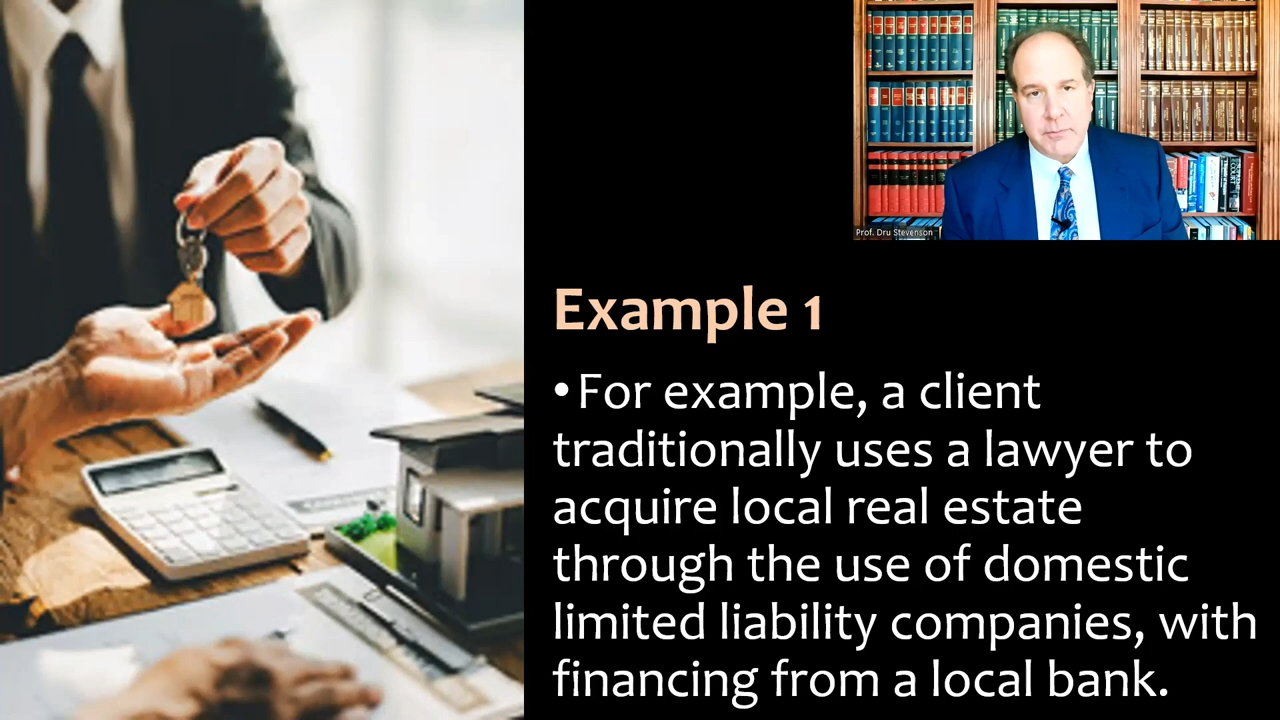 Prof. Dru Stevenson
Example 1
•For example, a client
traditionally uses a lawyer to
acquire local real estate
through the use of domestic
limited liability companies, with
financing from a local bank.